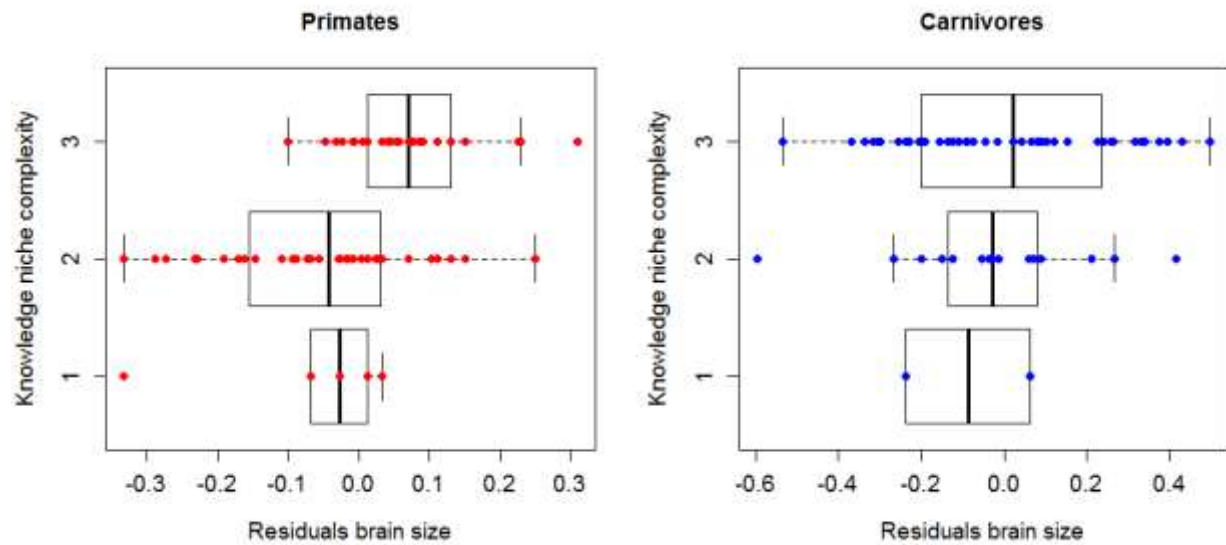 Primates
Knowledge niche complexity
3
2
1
-0.3 -0.2 -0.1 0.0 0.1 0.2 0.3
Residuals brain size
Carnivores
Knowledge niche complexity
3
2
1
-0.6 -0.4 -0.2 0.0 0.2 0.4
Residuals brain size